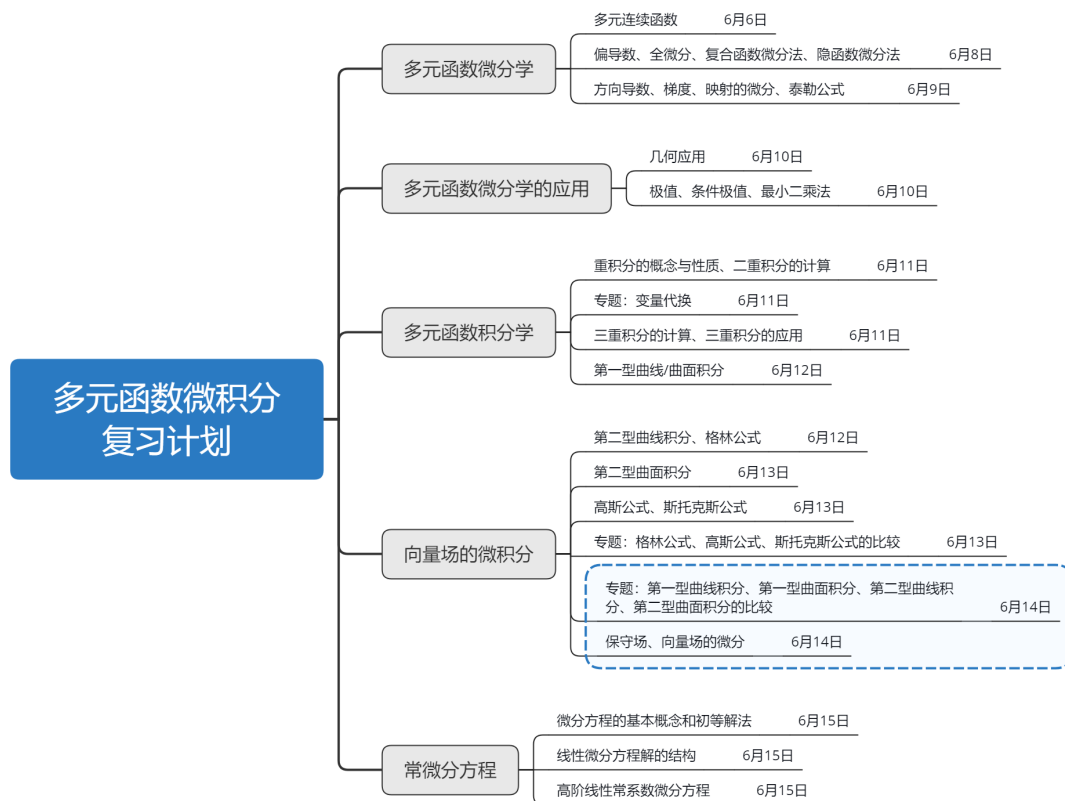 多元函数微积分
复习计划
多元函数微分学
多元连续函数 6月6日
偏导数、全微分、复合函数微分法、隐函数微分法 6月8日
方向导数、梯度、映射的微分、泰勒公式 6月9日
多元函数微分学的应用
几何应用 6月10日
极值、条件极值、最小二乘法 6月10日
多元函数积分学
重积分的概念与性质、二重积分的计算 6月11日
专题：变量代换 6月11日
三重积分的计算、三重积分的应用 6月11日
第一型曲线/曲面积分 6月12日
向量场的微积分
第二型曲线积分、格林公式 6月12日
第二型曲面积分 6月13日
高斯公式、斯托克斯公式 6月13日
专题：格林公式、高斯公式、斯托克斯公式的比较 6月13日
专题：第一型曲线积分、第一型曲面积分、第二型曲线积
分、第二型曲面积分的比较 6月14日
保守场、向量场的微分 6月14日
常微分方程
微分方程的基本概念和初等解法 6月15日
线性微分方程解的结构 6月15日
高阶线性常系数微分方程 6月15日